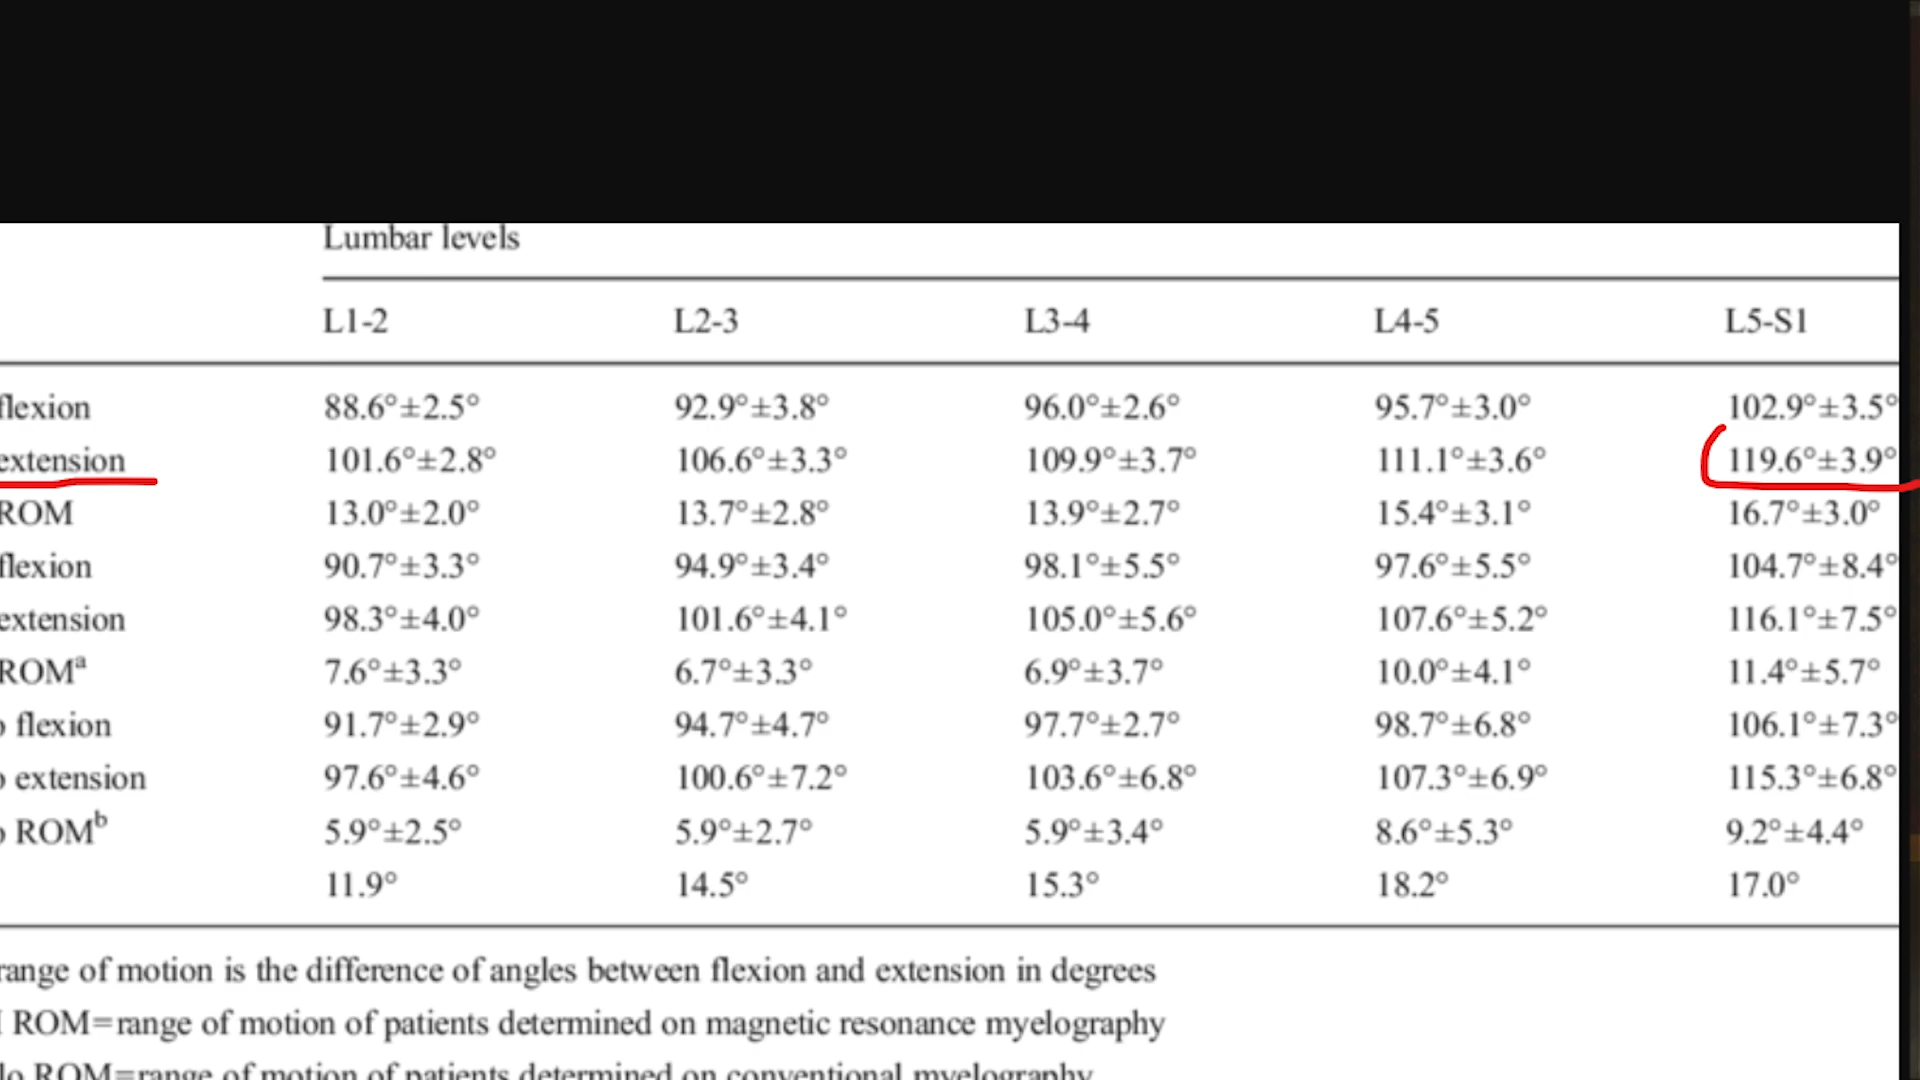 Lumbar levels
L1-2 L2-3 L3-4 L4-5 L5-S1
flexion 88.6°±2.5° 92.9°±3.8° 96.0°±2.6° 95.7°±3.0° 102.9°±3.5°
extension 101.6°±2.8° 106.6°±3.3° 109.9°±3.7° 111.1°±3.6° 119.6°±3.9°
ROM 13.0°±2.0° 13.7°±2.8° 13.9°±2.7° 15.4°±3.1° 16.7°±3.0°
flexion 90.7°±3.3° 94.9°±3.4° 98.1°±5.5° 97.6°±5.5° 104.7°±8.4°
extension 98.3°±4.0° 101.6°±4.1° 105.0°±5.6° 107.6°±5.2° 116.1°±7.5°
ROMa 7.6°±3.3° 6.7°±3.3° 6.9°±3.7° 10.0°±4.1° 11.4°±5.7°
o flexion 91.7°±2.9° 94.7°±4.7° 97.7°±2.7° 98.7°±6.8° 106.1°±7.3°
o extension 97.6°±4.6° 100.6°±7.2° 103.6°±6.8° 107.3°±6.9° 115.3°±6.8°
o ROMb 5.9°±2.5° 5.9°±2.7° 5.9°±3.4° 8.6°±5.3° 9.2°±4.4°
11.9° 14.5° 15.3° 18.2° 17.0°
range of motion is the difference of angles between flexion and extension in degrees
ROM=range of motion of patients determined on magnetic resonance myelography
lo ROM=range of motion of patients determined on conventional myelography